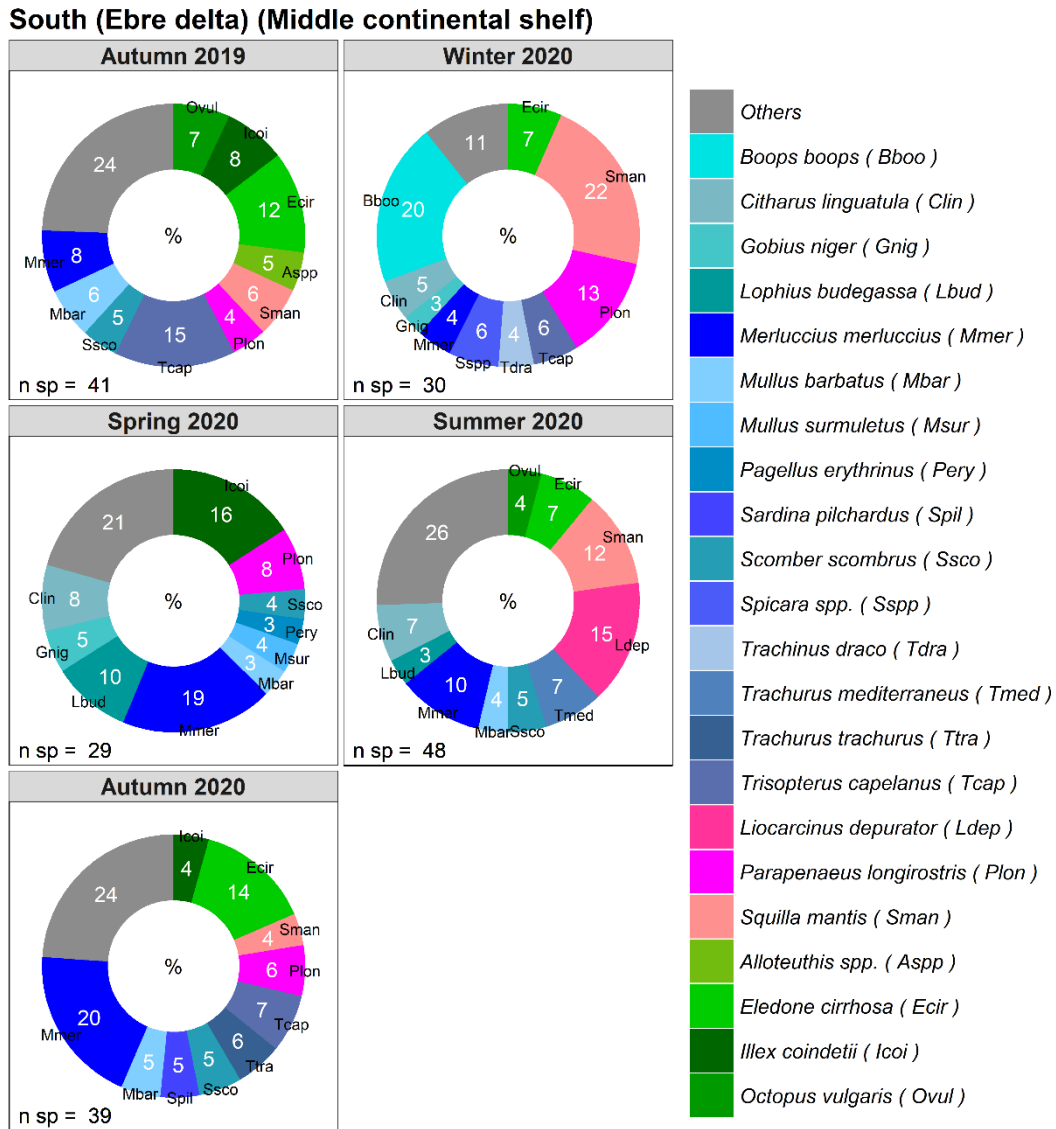 South (Ebre delta) (Middle continental shelf)
Autumn 2019
Ovul
7
Icoi
8
Ecir
12
Aspp
5
Sman
6
Plon
4
Tcap
15
Ssco
5
Mbar
6
Mmer
8
24
%
n sp = 41
Winter 2020
Ecir
7
Sman
22
Plon
13
Tcap
6
Tdra
4
Sspp
6
Mmer
4
Gnig
3
Clin
5
Bboo
20
11
%
n sp = 30
Spring 2020
Icoi
16
Plon
8
Ssco
4
Pery
3
Msur
4
Mbar
3
Mmer
19
Lbud
10
Gnig
5
Clin
8
21
%
n sp = 29
Summer 2020
Ovul
4
Ecir
7
Sman
12
Ldep
15
Tmed
7
Ssco
5
Mbar
4
Mmer
10
Lbud
3
Clin
7
26
%
n sp = 48
Autumn 2020
Icoi
4
Ecir
14
Sman
4
Plon
6
Tcap
7
Ttra
6
Ssco
5
Spil
5
Mbar
5
Mmer
20
24
%
n sp = 39
Others
Boops boops ( Bboo )
Citharus linguatula ( Clin )
Gobius niger ( Gnig )
Lophius budegassa ( Lbud )
Merluccius merluccius ( Mmer )
Mullus barbatus ( Mbar )
Mullus surmuletus ( Msur )
Pagellus erythrinus ( Pery )
Sardina pilchardus ( Spil )
Scomber scombrus ( Ssco )
Spicara spp. ( Sspp )
Trachinus draco ( Tdra )
Trachurus mediterraneus ( Tmed )
Trachurus trachurus ( Ttra )
Trisopterus capelanus ( Tcap )
Liocarcinus depurator ( Ldep )
Parapenaeus longirostris ( Plon )
Squilla mantis ( Sman )
Alloteuthis spp. ( Aspp )
Eledone cirrhosa ( Ecir )
Illex coindetii ( Icoi )
Octopus vulgaris ( Ovul )